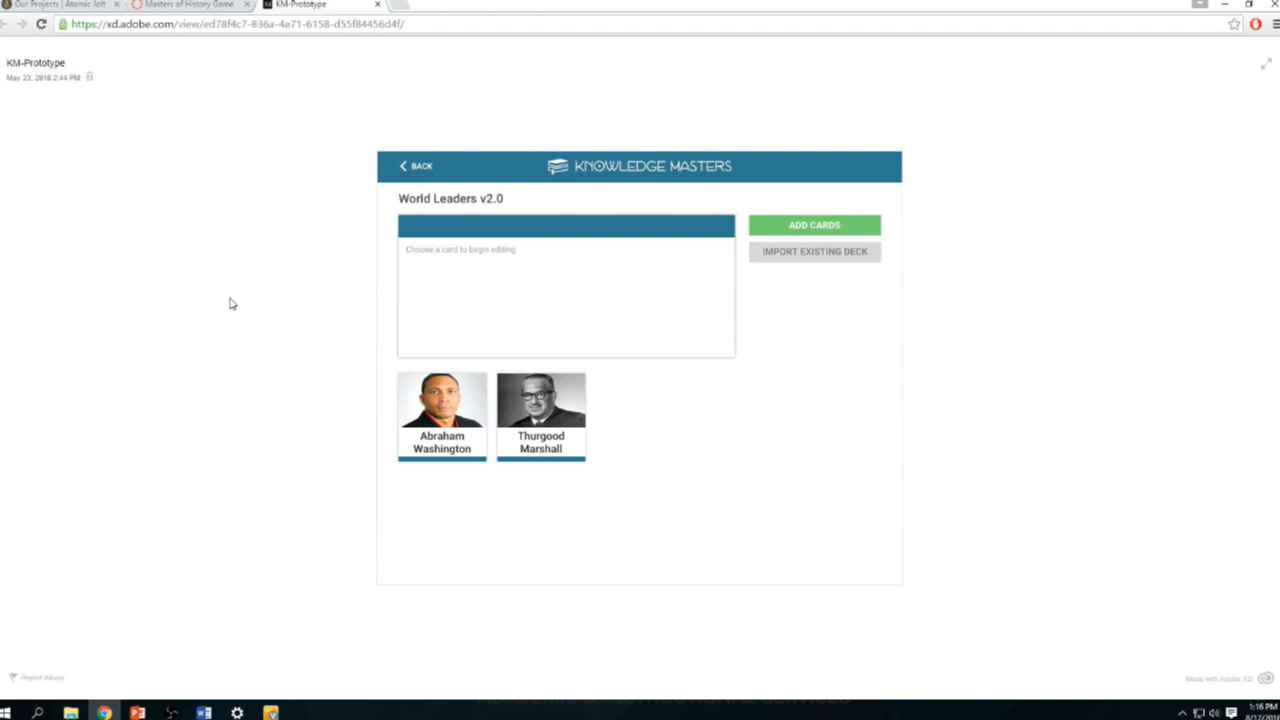 Our Projects | Atomic Jolt
Masters of History Game
KM-Prototype
https://xd.adobe.com/view/ed78f4c7-836a-4e71-6158-d55f84456d4f/
KM-Prototype
May 23, 2016 2:44 PM
BACK
KNOWLEDGE MASTERS
World Leaders v2.0
Choose a card to begin editing
ADD CARDS
IMPORT EXISTING DECK
Abraham
Washington
Thurgood
Marshall
Report Abuse
Made with Adobe XD
1:16 PM